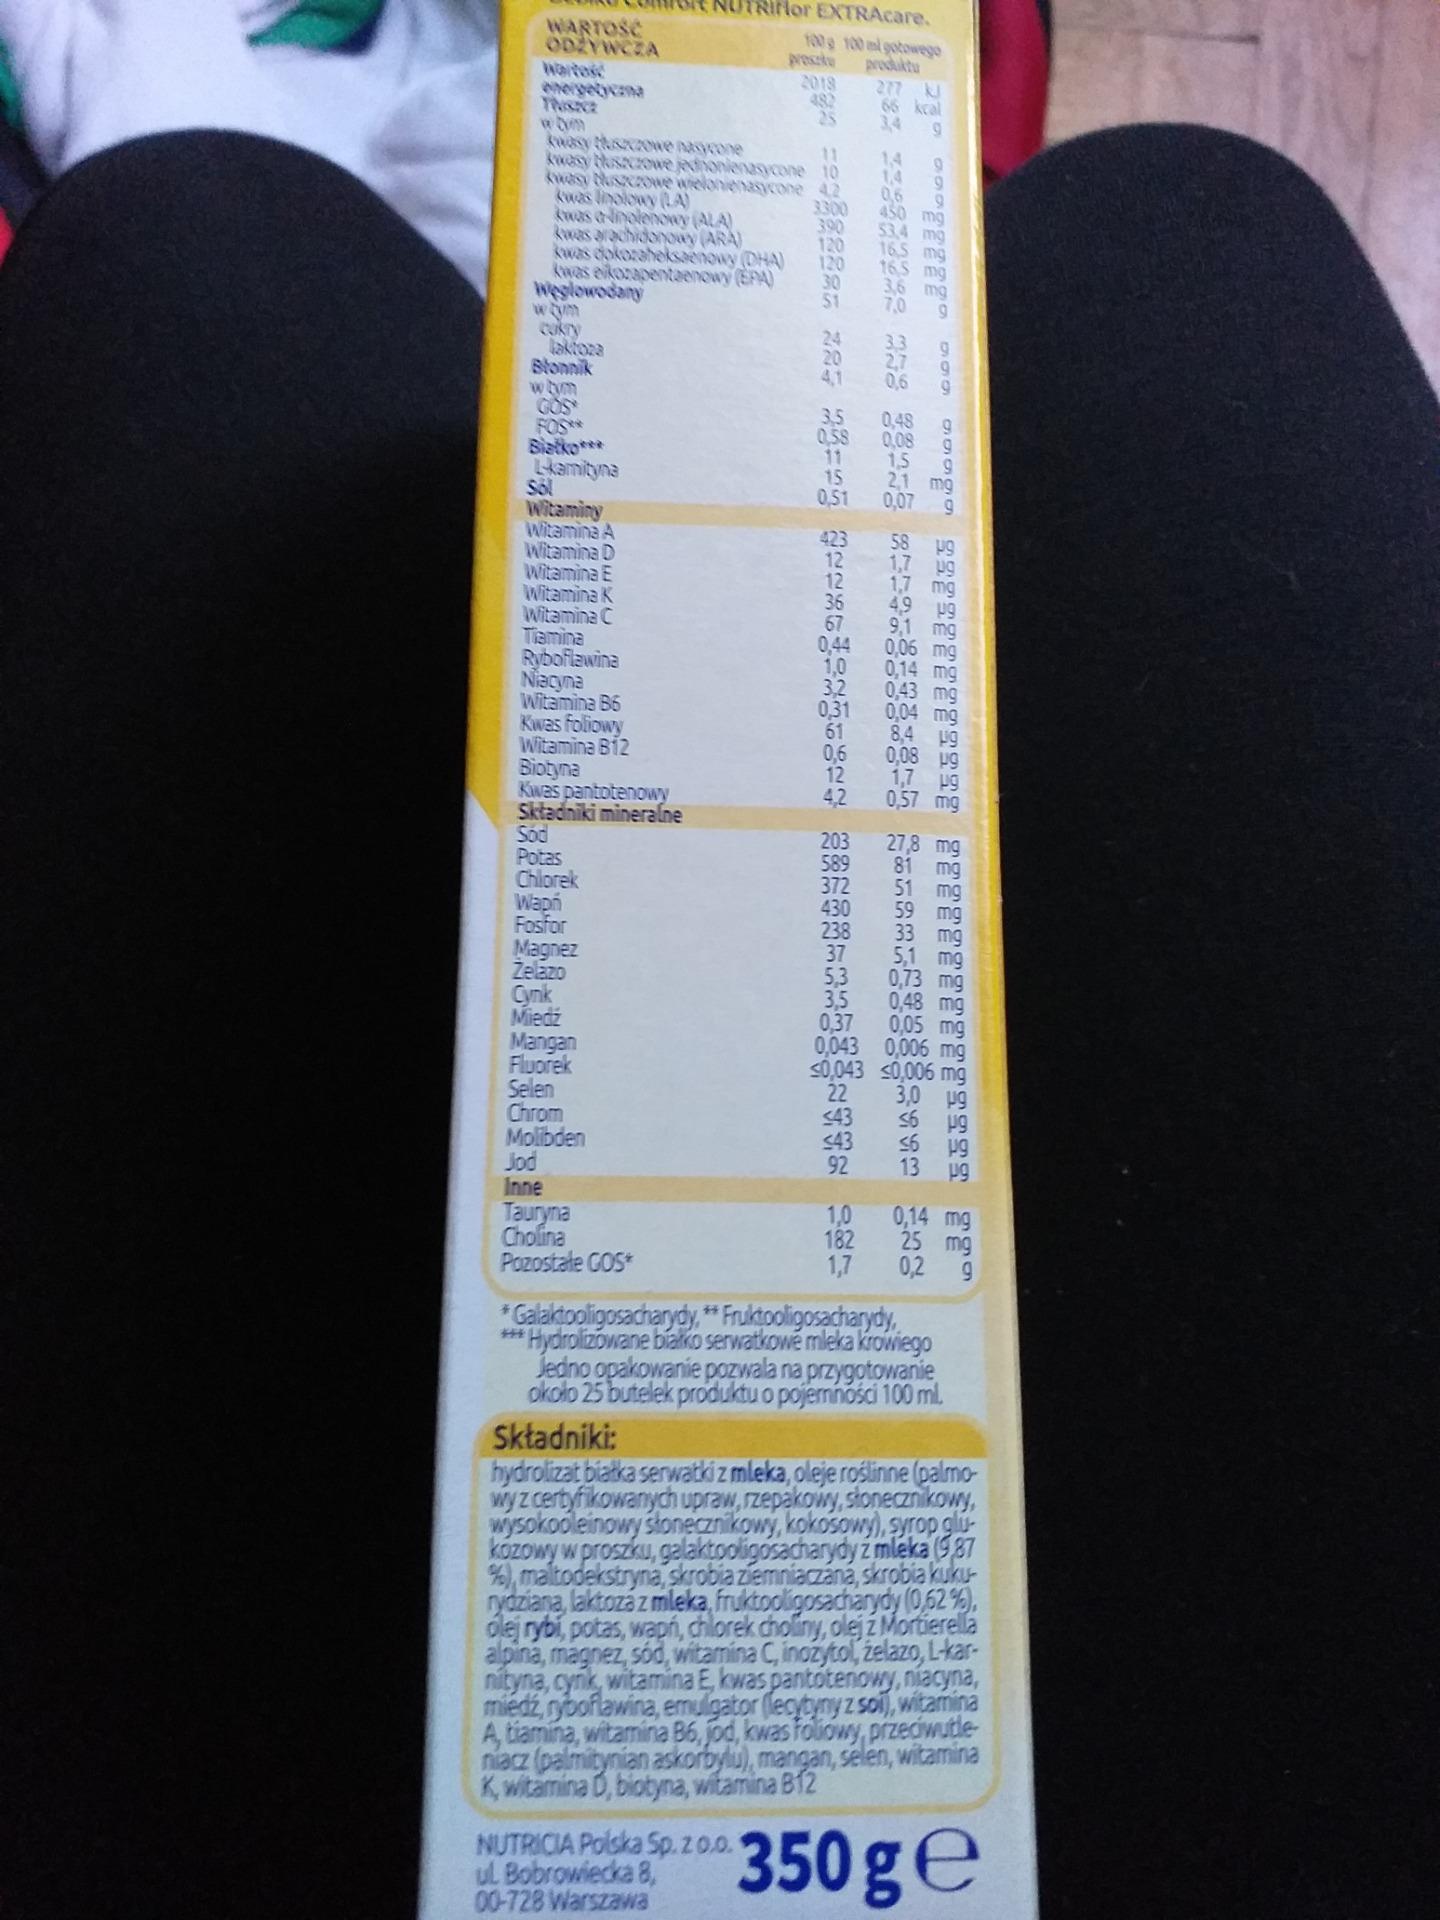 Comfort NUTRIflor EXTRAcare.
WARTOŚĆ ODŻYWCZA 100 g proszku 100 ml gotowego produktu
Wartość 2018 277 kJ
energetyczna 482 66 kcal
Tłuszcz 25 3,4 g
w tym
kwasy tłuszczowe nasycone 11 1,4 g
kwasy tłuszczowe jednonienasycone 10 1,4 g
kwasy tłuszczowe wielonienasycone 4,2 0,6 g
kwas linolowy (LA) 3300 450 mg
kwas α-linolenowy (ALA) 390 53,4 mg
kwas arachidonowy (ARA) 120 16,5 mg
kwas dokozaheksaenowy (DHA) 120 16,5 mg
kwas eikozapentaenowy (EPA) 30 3,6 mg
Węglowodany 51 7,0 g
w tym
cukry 24 3,3 g
laktoza 20 2,7 g
Błonnik 4,1 0,6 g
w tym
GOS* 3,5 0,48 g
FOS** 0,58 0,08 g
Białko*** 11 1,5 g
L-karnityna 15 2,1 mg
Sól 0,51 0,07 g
Witaminy
Witamina A 423 58 µg
Witamina D 12 1,7 µg
Witamina E 12 1,7 mg
Witamina K 36 4,9 µg
Witamina C 67 9,1 mg
Tiamina 0,44 0,06 mg
Ryboflawina 1,0 0,14 mg
Niacyna 3,2 0,43 mg
Witamina B6 0,31 0,04 mg
Kwas foliowy 61 8,4 µg
Witamina B12 0,6 0,08 µg
Biotyna 12 1,7 µg
Kwas pantotenowy 4,2 0,57 mg
Składniki mineralne
Sód 203 27,8 mg
Potas 589 81 mg
Chlorek 372 51 mg
Wapń 430 59 mg
Fosfor 238 33 mg
Magnez 37 5,1 mg
Żelazo 5,3 0,73 mg
Cynk 3,5 0,48 mg
Miedź 0,37 0,05 mg
Mangan 0,043 0,006 mg
Fluorek ≤0,043 ≤0,006 mg
Selen 22 3,0 µg
Chrom ≤43 ≤6 µg
Molibden ≤43 ≤6 µg
Jod 92 13 µg
Inne
Tauryna 1,0 0,14 mg
Cholina 182 25 mg
Pozostałe GOS* 1,7 0,2 g
* Galaktooligosacharydy, ** Fruktooligosacharydy,
*** Hydrolizowane białko serwatkowe mleka krowiego
Jedno opakowanie pozwala na przygotowanie
około 25 butelek produktu o pojemności 100 ml.
Składniki:
hydrolizat białka serwatki z mleka, oleje roślinne (palmo-
wy z certyfikowanych upraw, rzepakowy, słonecznikowy,
wysokooleinowy słonecznikowy, kokosowy), syrop glu-
kozowy w proszku, galaktooligosacharydy z mleka (9,87
%), maltodekstryna, skrobia ziemniaczana, skrobia kuku-
rydziana, laktoza z mleka, fruktooligosacharydy (0,62 %),
olej rybi, potas, wapń, chlorek choliny, olej z Mortierella
alpina, magnez, sód, witamina C, inozytol, żelazo, L-kar-
nityna, cynk, witamina E, kwas pantotenowy, niacyna,
miedź, ryboflawina, emulgator (lecytyny z soi), witamina
A, tiamina, witamina B6, jod, kwas foliowy, przeciwutle-
niacz (palmitynian askorbylu), mangan, selen, witamina
K, witamina D, biotyna, witamina B12
NUTRICIA Polska Sp. z o.o.
ul. Bobrowiecka 8,
00-728 Warszawa
350 g e